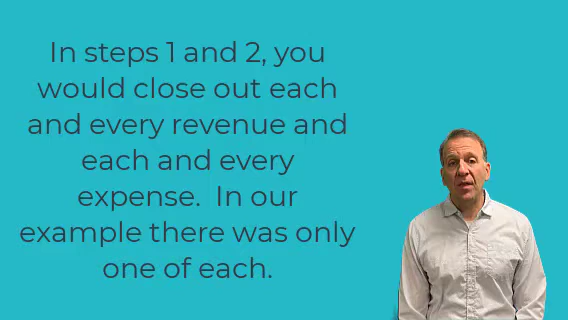 In steps 1 and 2, you
would close out each
and every revenue and
each and every
expense.  In our
example there was only
one of each.